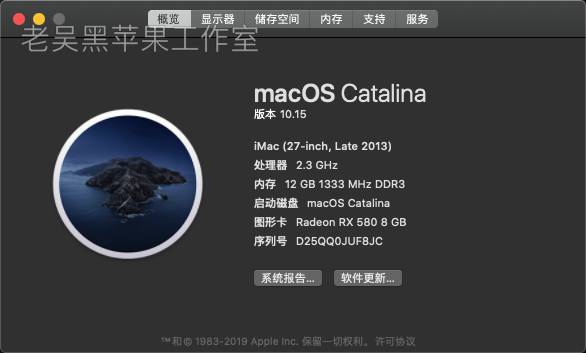 概览 显示器 储存空间 内存 支持 服务
老吴黑苹果工作室
macOS Catalina
版本 10.15
iMac (27-inch, Late 2013)
处理器 2.3 GHz
内存 12 GB 1333 MHz DDR3
启动磁盘 macOS Catalina
图形卡 Radeon RX 580 8 GB
序列号 D25QQ0JUF8JC
系统报告... 软件更新...
™和© 1983-2019 Apple Inc. 保留一切权利。许可协议